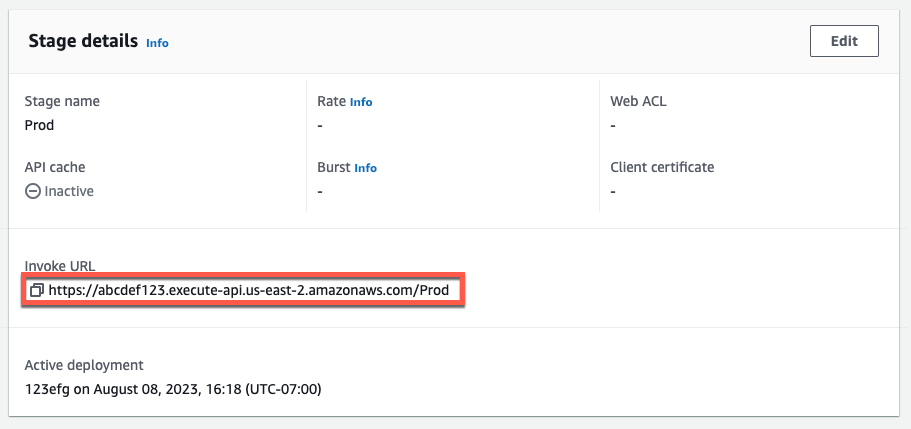 Stage details Info
Edit
Stage name
Prod
Rate Info
-
Web ACL
-
API cache
Inactive
Burst Info
-
Client certificate
-
Invoke URL
https://abcdef123.execute-api.us-east-2.amazonaws.com/Prod
Active deployment
123efg on August 08, 2023, 16:18 (UTC-07:00)